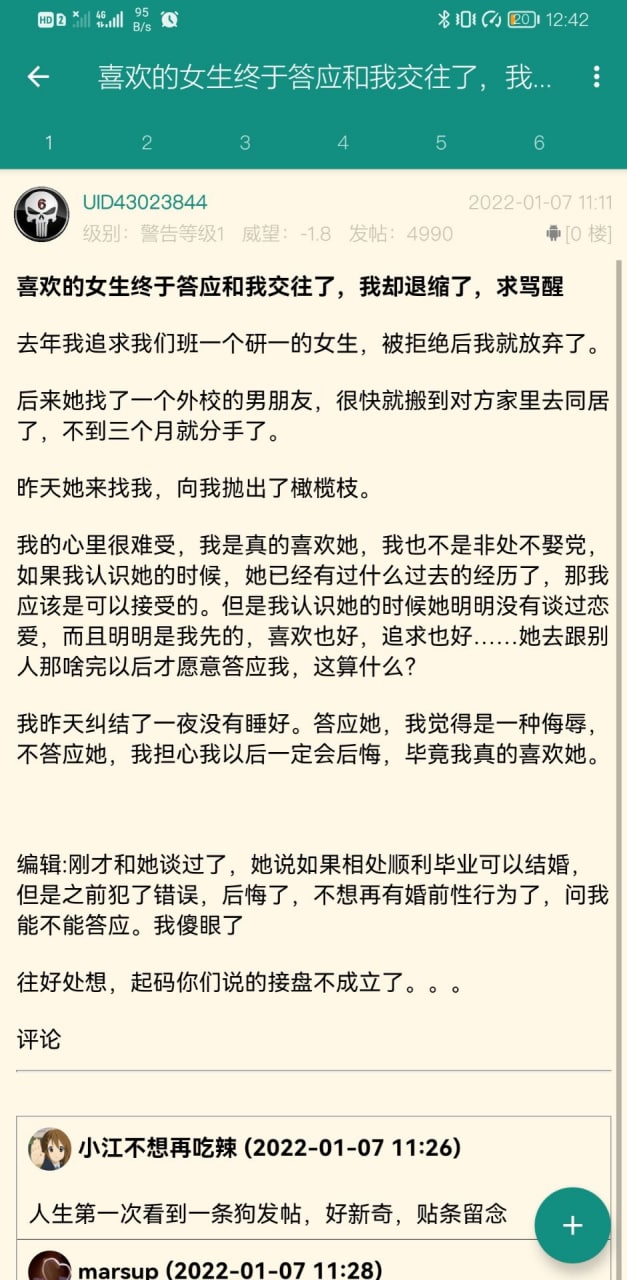 HD 2 4G 95 B/s 20 12:42
喜欢的女生终于答应和我交往了，我...
1 2 3 4 5 6
6
UID43023844 2022-01-07 11:11
级别：警告等级1 威望：-1.8 发帖：4990 [0 楼]
喜欢的女生终于答应和我交往了，我却退缩了，求骂醒
去年我追求我们班一个研一的女生，被拒绝后我就放弃了。
后来她找了一个外校的男朋友，很快就搬到对方家里去同居
了，不到三个月就分手了。
昨天她来找我，向我抛出了橄榄枝。
我的心里很难受，我是真的喜欢她，我也不是非处不娶党，
如果我认识她的时候，她已经有过什么过去的经历了，那我
应该是可以接受的。但是我认识她的时候她明明没有谈过恋
爱，而且明明是我先的，喜欢也好，追求也好……她去跟别
人那啥完以后才愿意答应我，这算什么？
我昨天纠结了一夜没有睡好。答应她，我觉得是一种侮辱，
不答应她，我担心我以后一定会后悔，毕竟我真的喜欢她。
编辑:刚才和她谈过了，她说如果相处顺利毕业可以结婚，
但是之前犯了错误，后悔了，不想再有婚前性行为了，问我
能不能答应。我傻眼了
往好处想，起码你们说的接盘不成立了。。。
评论
小江不想再吃辣 (2022-01-07 11:26)
人生第一次看到一条狗发帖，好新奇，贴条留念
marsup (2022-01-07 11:28)